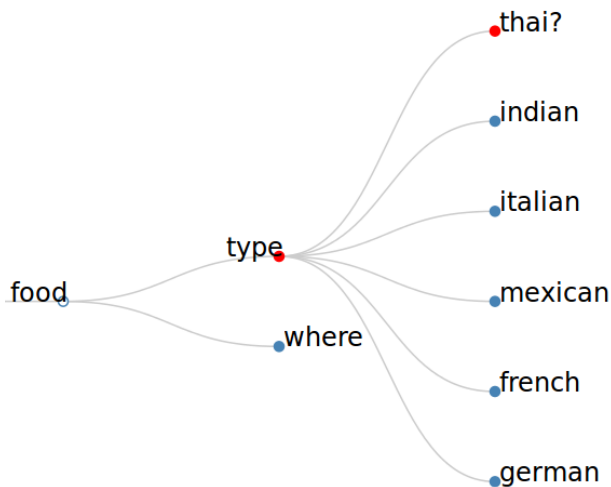 thai?
indian
italian
type
food
mexican
where
french
german